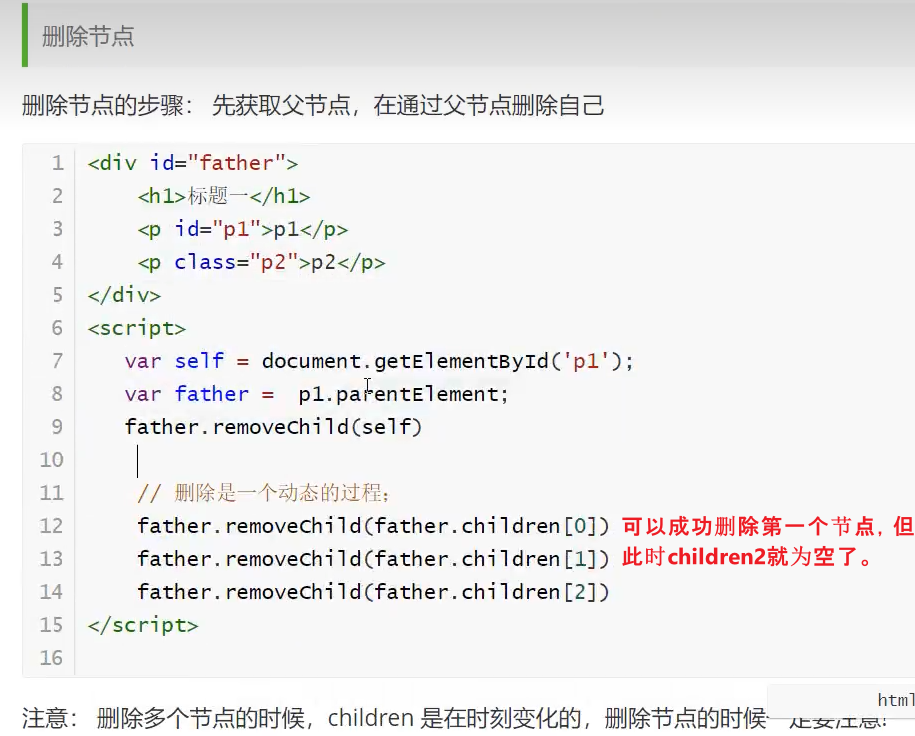 删除节点
删除节点的步骤： 先获取父节点，在通过父节点删除自己
1 <div id="father">
2     <h1>标题一</h1>
3     <p id="p1">p1</p>
4     <p class="p2">p2</p>
5 </div>
6 <script>
7    var self = document.getElementById('p1');
8    var father =  p1.parentElement;
9    father.removeChild(self)
10
11     // 删除是一个动态的过程;
12     father.removeChild(father.children[0]) 可以成功删除第一个节点，但
13     father.removeChild(father.children[1]) 此时children2就为空了。
14     father.removeChild(father.children[2])
15 </script>
16
html
注意： 删除多个节点的时候，children 是在时刻变化的，删除节点的时候一定要注意!